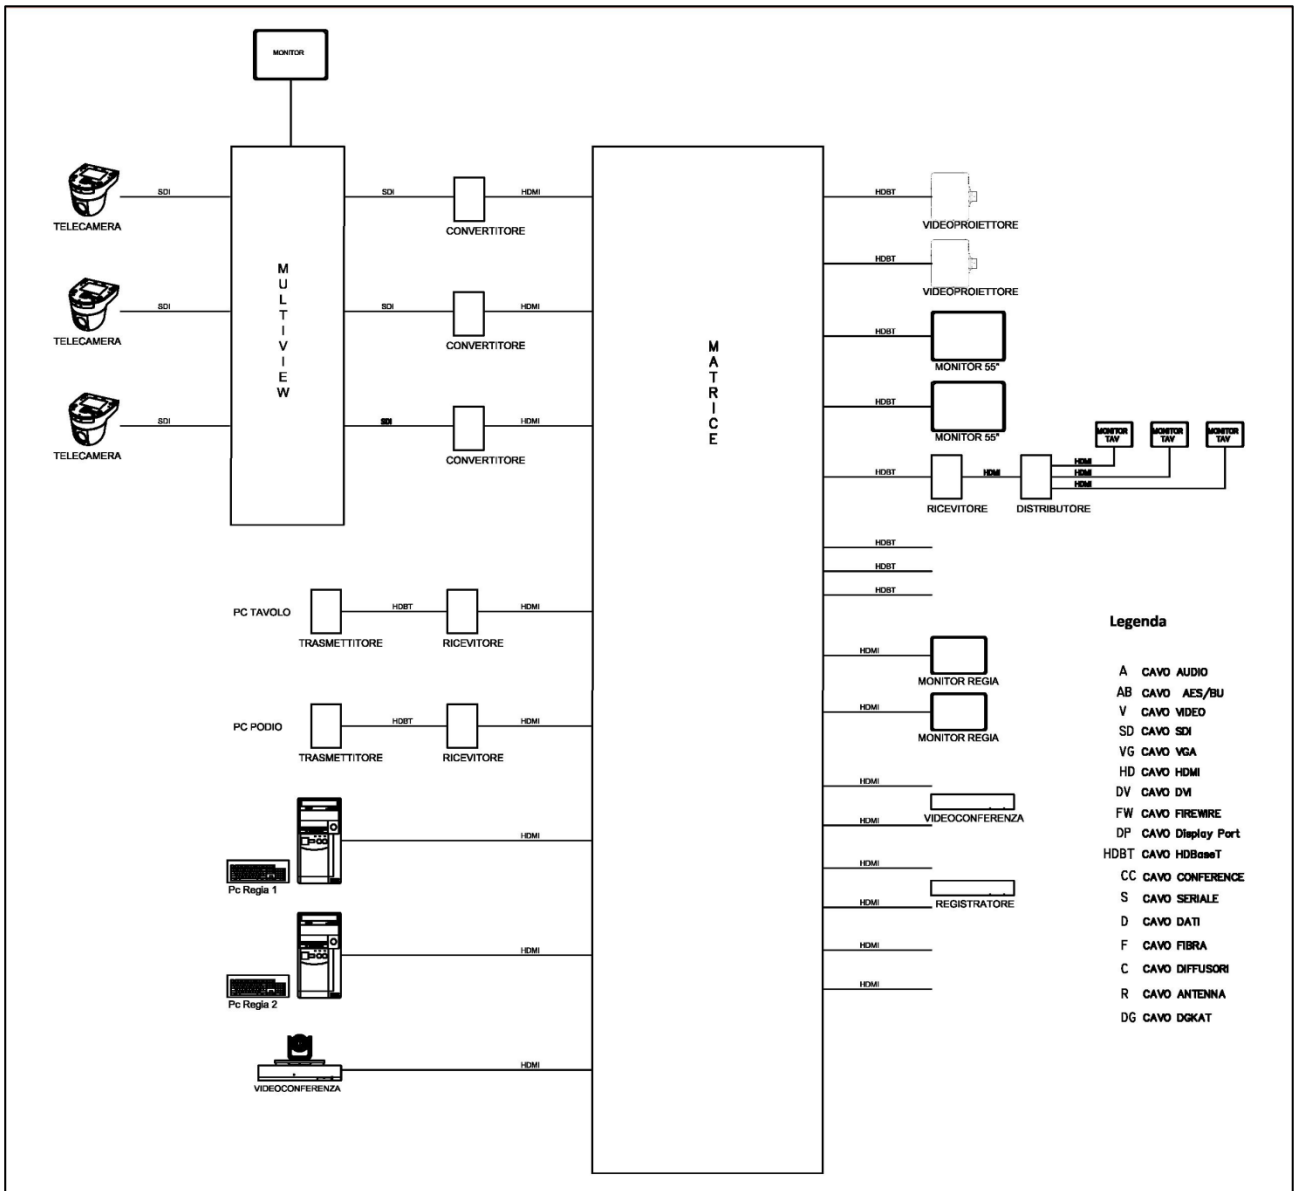 MONITOR
SDI
TELECAMERA
SDI
TELECAMERA
SDI
TELECAMERA
MULTIVIEW
SDI
HDMI
CONVERTITORE
SDI
HDMI
CONVERTITORE
SDI
HDMI
CONVERTITORE
PC TAVOLO
HDBT
HDMI
TRASMETTITORE
RICEVITORE
PC PODIO
HDBT
HDMI
TRASMETTITORE
RICEVITORE
HDMI
Pc Regia 1
HDMI
Pc Regia 2
HDMI
VIDEOCONFERENZA
MATRICE
HDBT
VIDEOPROIETTORE
HDBT
VIDEOPROIETTORE
HDBT
MONITOR 55"
HDBT
MONITOR 55"
HDBT
HDMI
RICEVITORE
DISTRIBUTORE
HDMI
HDMI
HDMI
MONITOR
TAV
MONITOR
TAV
MONITOR
TAV
HDBT
HDBT
HDBT
HDMI
MONITOR REGIA
HDMI
MONITOR REGIA
HDMI
VIDEOCONFERENZA
HDMI
HDMI
REGISTRATORE
HDMI
HDMI
HDMI
Legenda
A CAVO AUDIO
AB CAVO AES/BU
V CAVO VIDEO
SD CAVO SDI
VG CAVO VGA
HD CAVO HDMI
DV CAVO DVI
FW CAVO FIREWIRE
DP CAVO Display Port
HDBT CAVO HDBaseT
CC CAVO CONFERENCE
S CAVO SERIALE
D CAVO DATI
F CAVO FIBRA
C CAVO DIFFUSORI
R CAVO ANTENNA
DG CAVO DGKAT